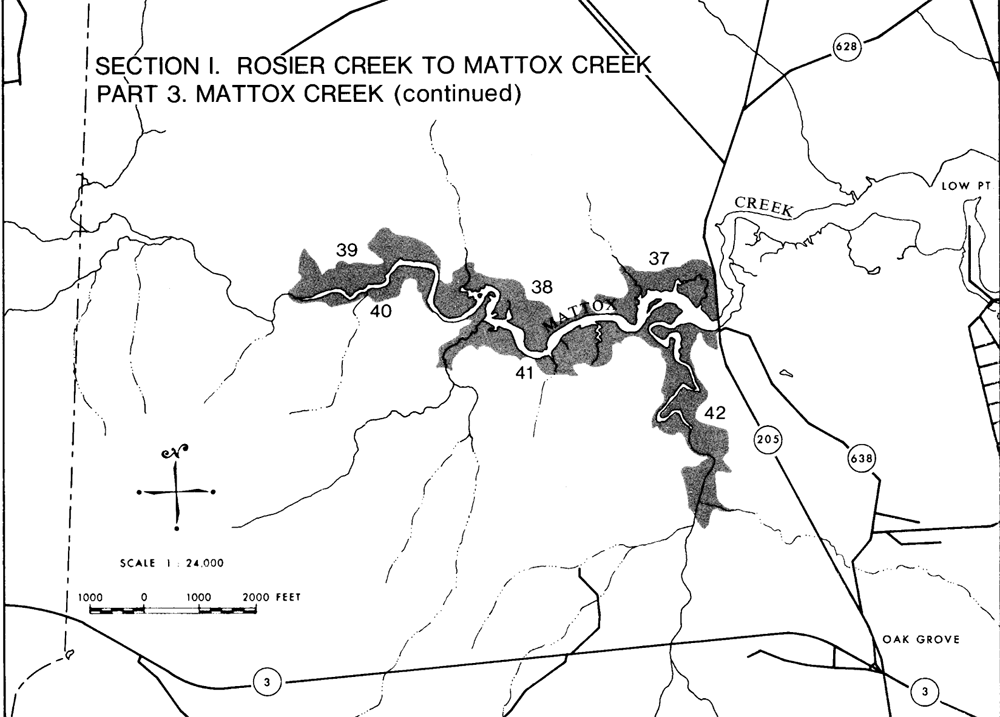 SECTION I. ROSIER CREEK TO MATTOX CREEK
PART 3. MATTOX CREEK (continued)
628
LOW PT.
CREEK
39
37
38
40
MATTOX
41
42
205
638
N
SCALE 1 : 24,000
1000 0 1000 2000 FEET
OAK GROVE
3
3